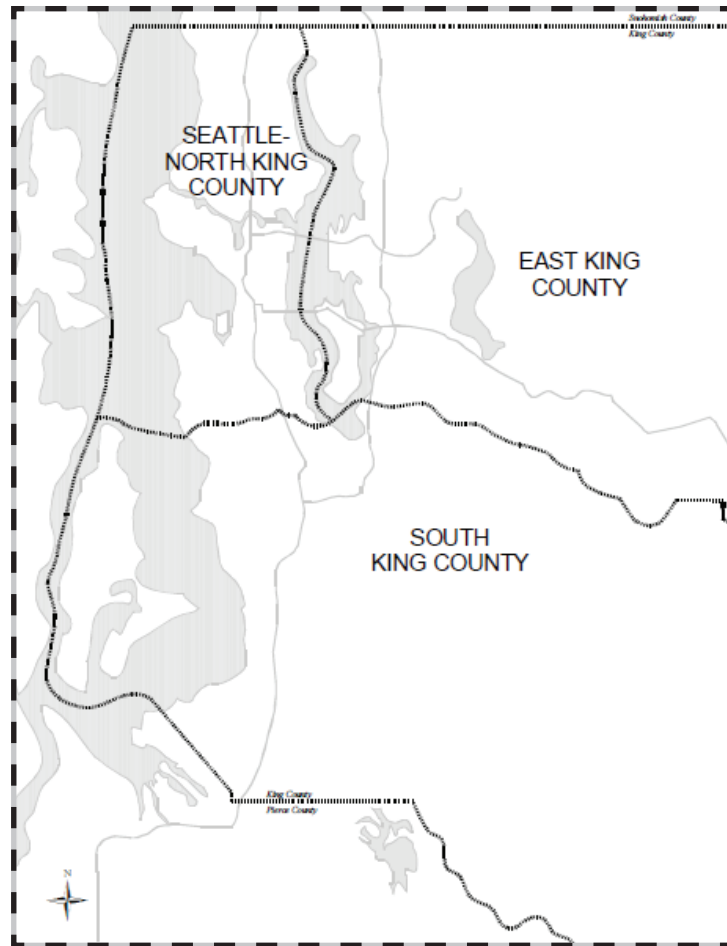 Snohomish County
King County
SEATTLE-
NORTH KING
COUNTY
EAST KING
COUNTY
SOUTH
KING COUNTY
King County
Pierce County
N